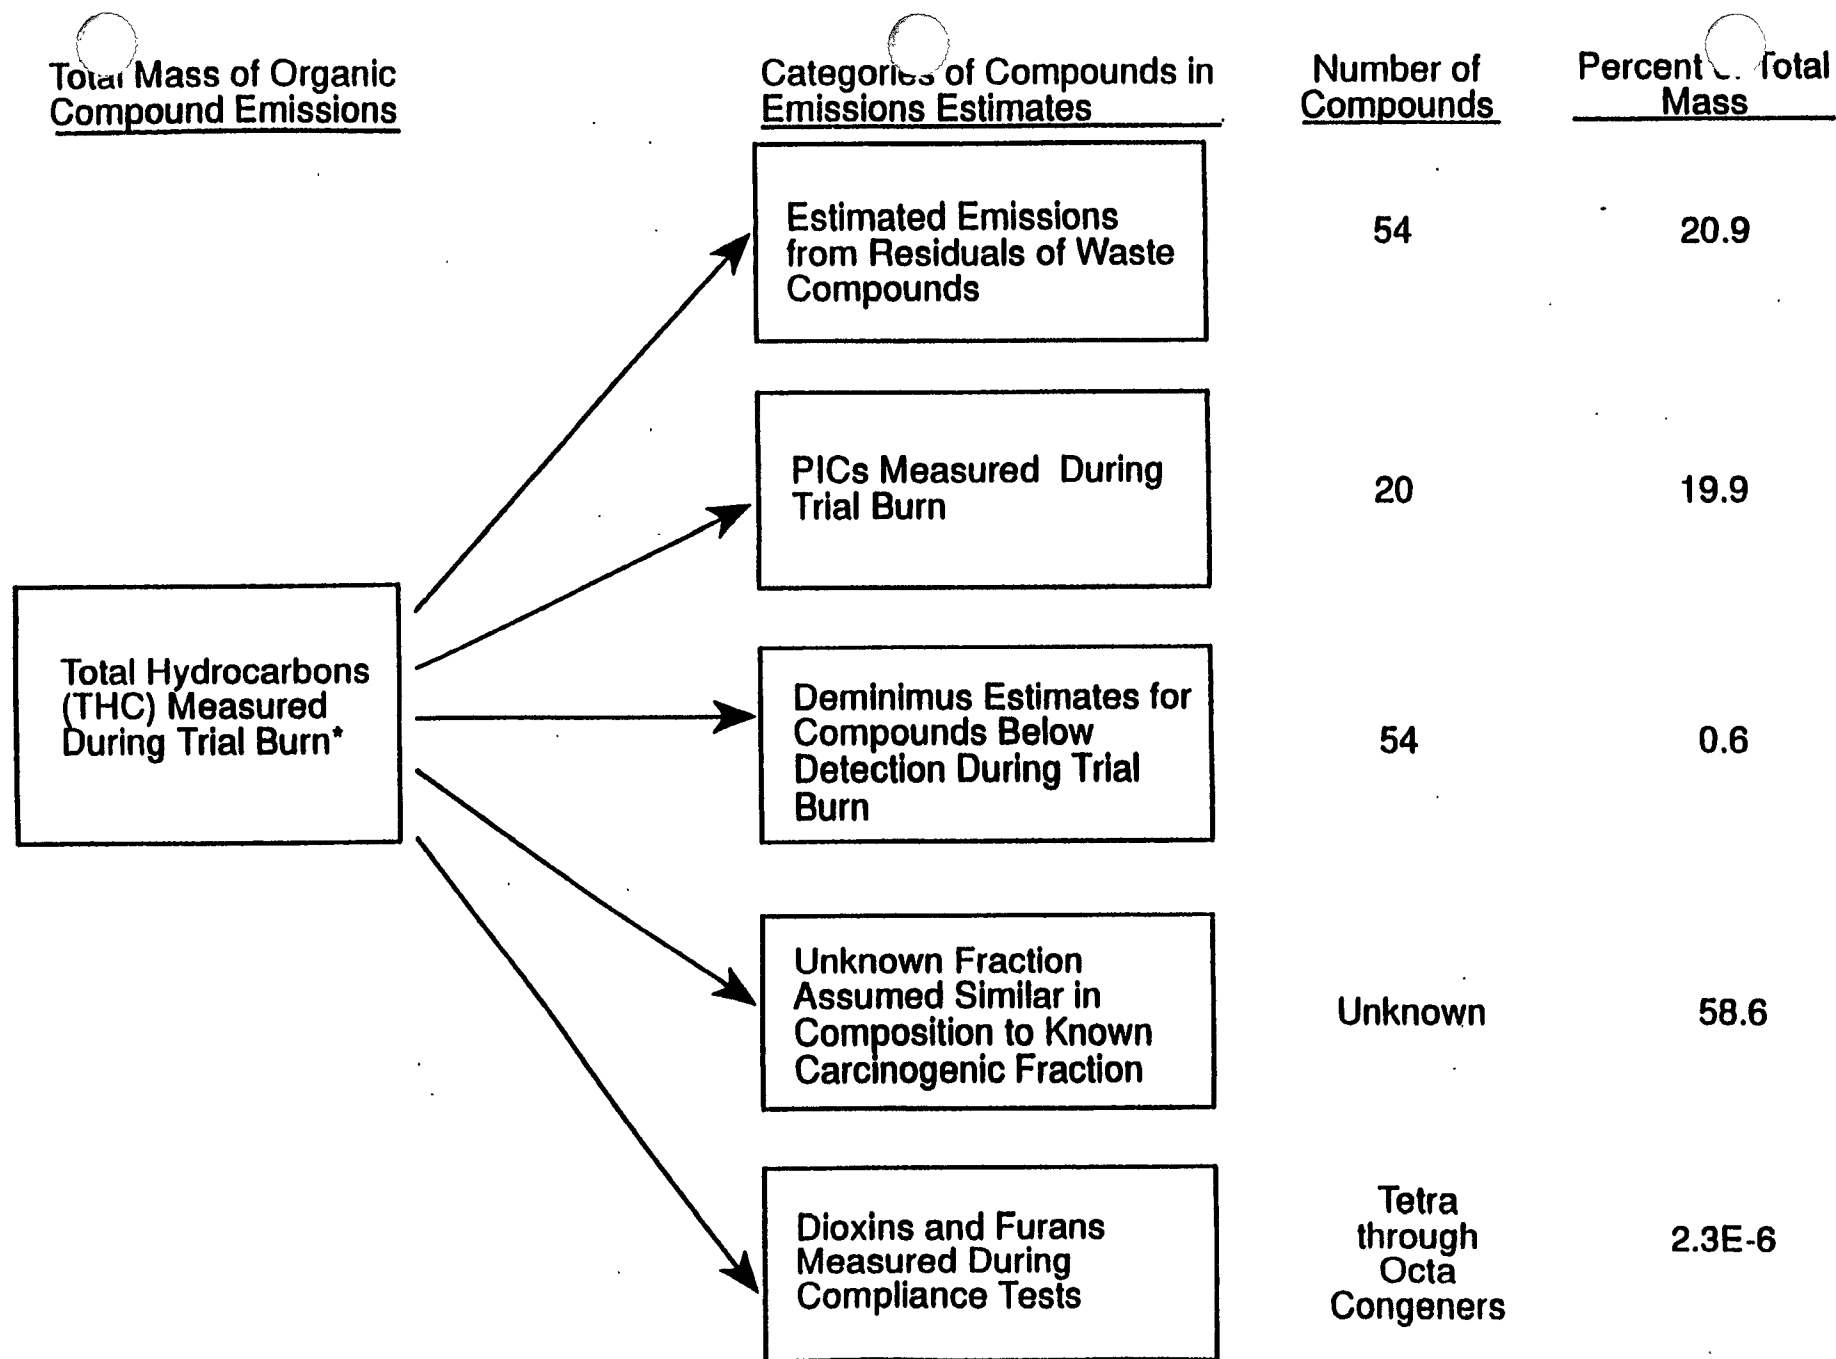 Total Mass of Organic
Compound Emissions
Categories of Compounds in
Emissions Estimates
Number of
Compounds
Percent Total
Mass
Estimated Emissions
from Residuals of Waste
Compounds
54
20.9
PICs Measured During
Trial Burn
20
19.9
Total Hydrocarbons
(THC) Measured
During Trial Burn*
Deminimus Estimates for
Compounds Below
Detection During Trial
Burn
54
0.6
Unknown Fraction
Assumed Similar in
Composition to Known
Carcinogenic Fraction
Unknown
58.6
Dioxins and Furans
Measured During
Compliance Tests
Tetra
through
Octa
Congeners
2.3E-6